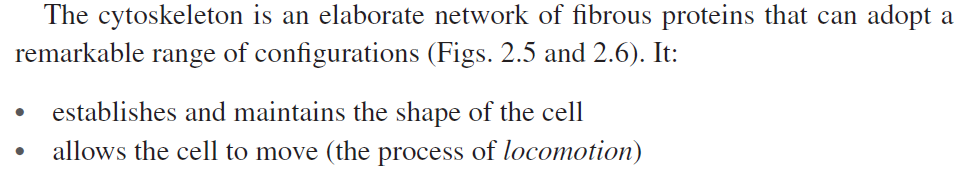 The cytoskeleton is an elaborate network of fibrous proteins that can adopt a
remarkable range of configurations (Figs. 2.5 and 2.6). It:
• establishes and maintains the shape of the cell
• allows the cell to move (the process of locomotion)